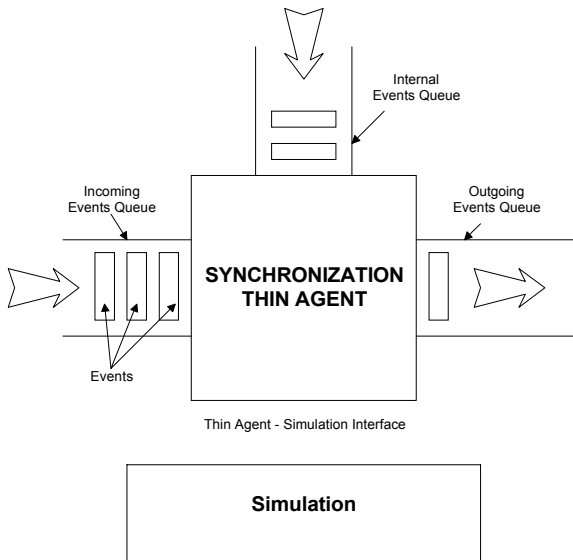 Internal
Events Queue
Incoming
Events Queue
Outgoing
Events Queue
SYNCHRONIZATION
THIN AGENT
Events
Thin Agent - Simulation Interface
Simulation